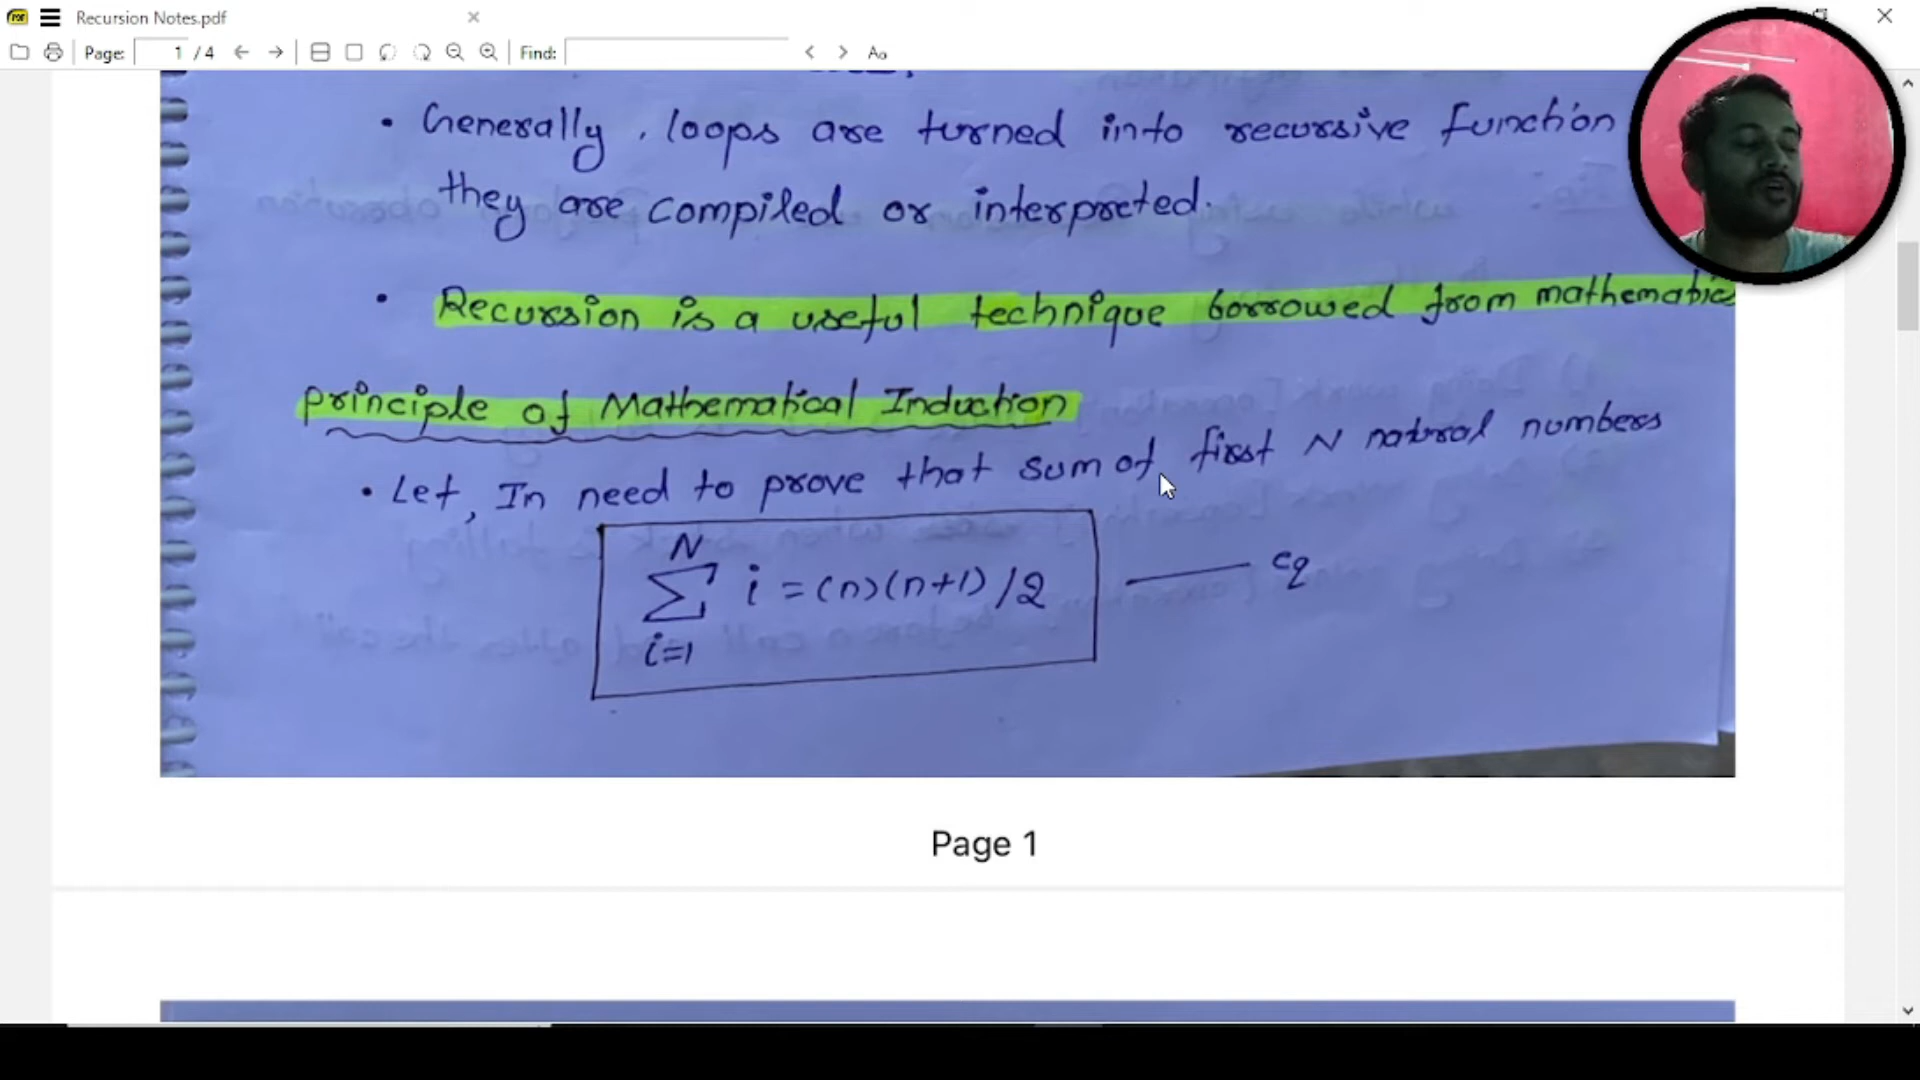 Recursion Notes.pdf
Page: 1 / 4 Find:
• Generally, loops are turned into recursive function
they are compiled or interpreted.
• Recursion is a useful technique borrowed from mathematics
Principle of Mathematical Induction
• Let, In need to prove that sum of first N natural numbers
N
∑ i = (n)(n+1)/2 —— eq
i=1
Page 1